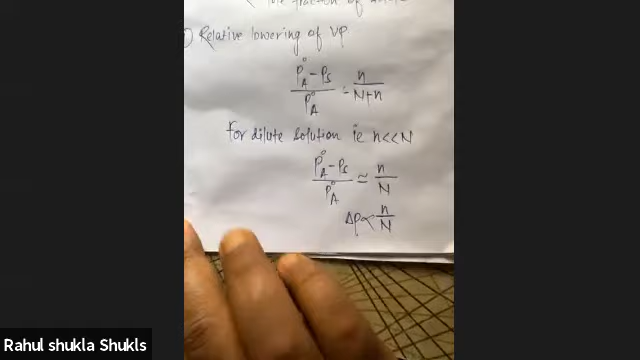 Relative lowering of VP
P°A - Ps / P°A = n / N+n
For dilute solution ie n<<N
P°A - Ps / P°A ≃ n / N
ΔP ∝ n / N
Rahul shukla Shukls